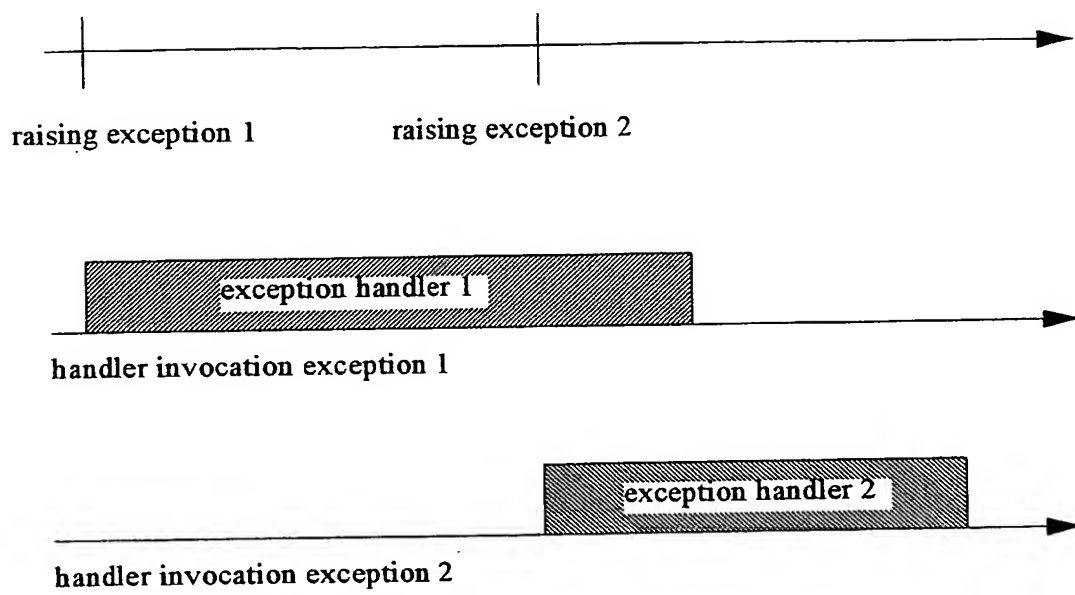 raising exception 1
raising exception 2
exception handler 1
handler invocation exception 1
exception handler 2
handler invocation exception 2